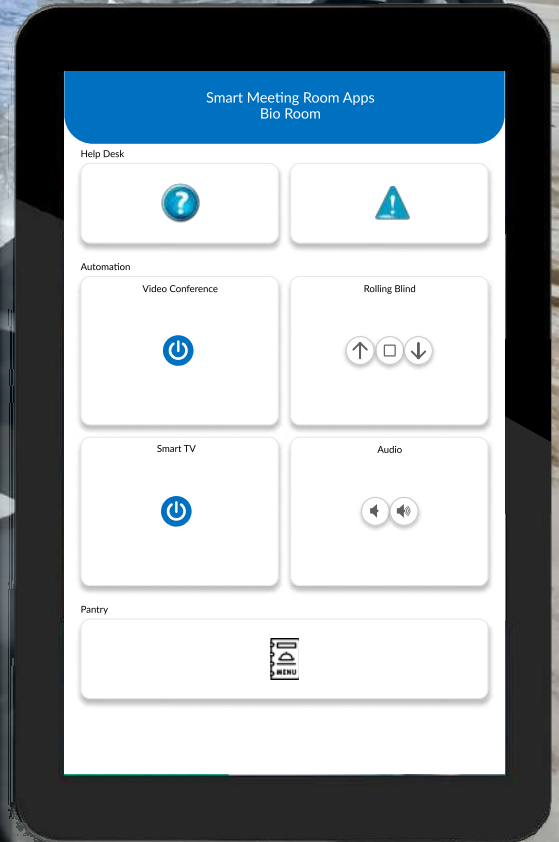 Smart Meeting Room Apps
Bio Room
Help Desk
?
!
Automation
Video Conference
Rolling Blind
Smart TV
Audio
Pantry
MENU